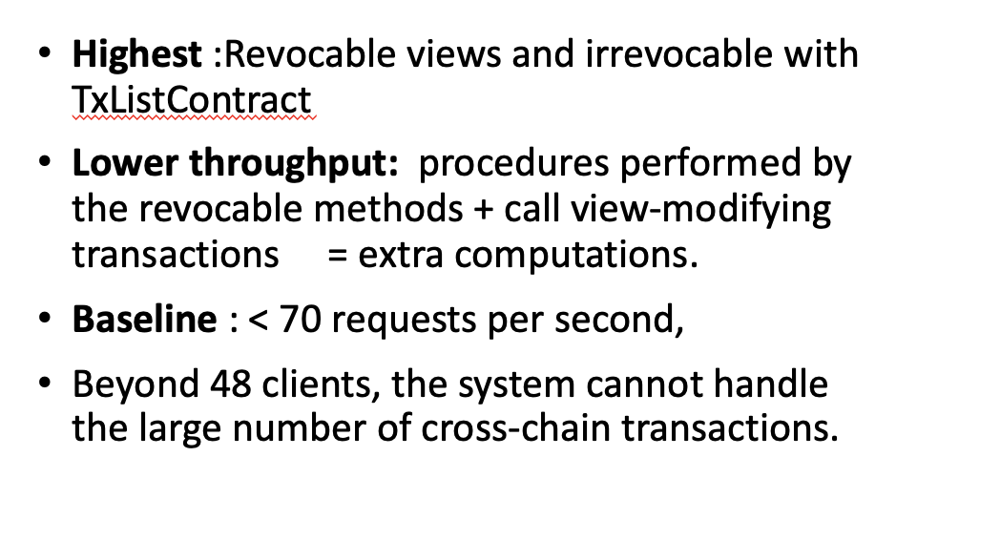 • Highest :Revocable views and irrevocable with
TxListContract
• Lower throughput:  procedures performed by
the revocable methods + call view-modifying
transactions     = extra computations.
• Baseline : < 70 requests per second,
• Beyond 48 clients, the system cannot handle
the large number of cross-chain transactions.